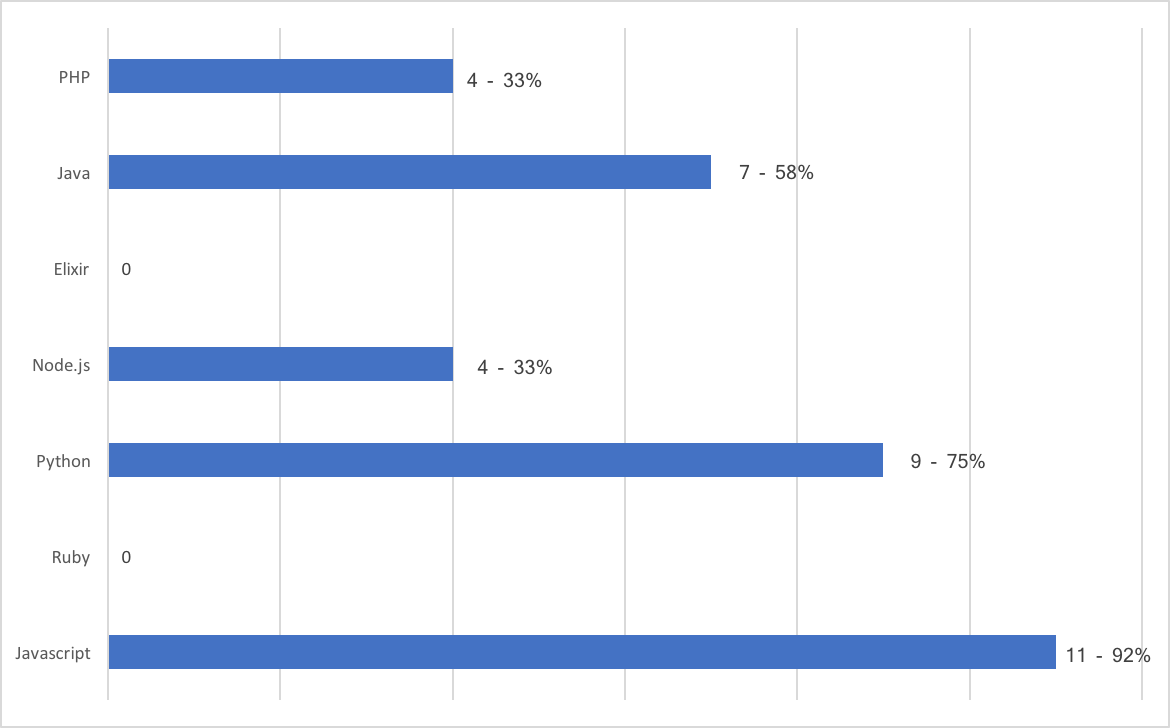 PHP 4 - 33%
Java 7 - 58%
Elixir 0
Node.js 4 - 33%
Python 9 - 75%
Ruby 0
Javascript 11 - 92%